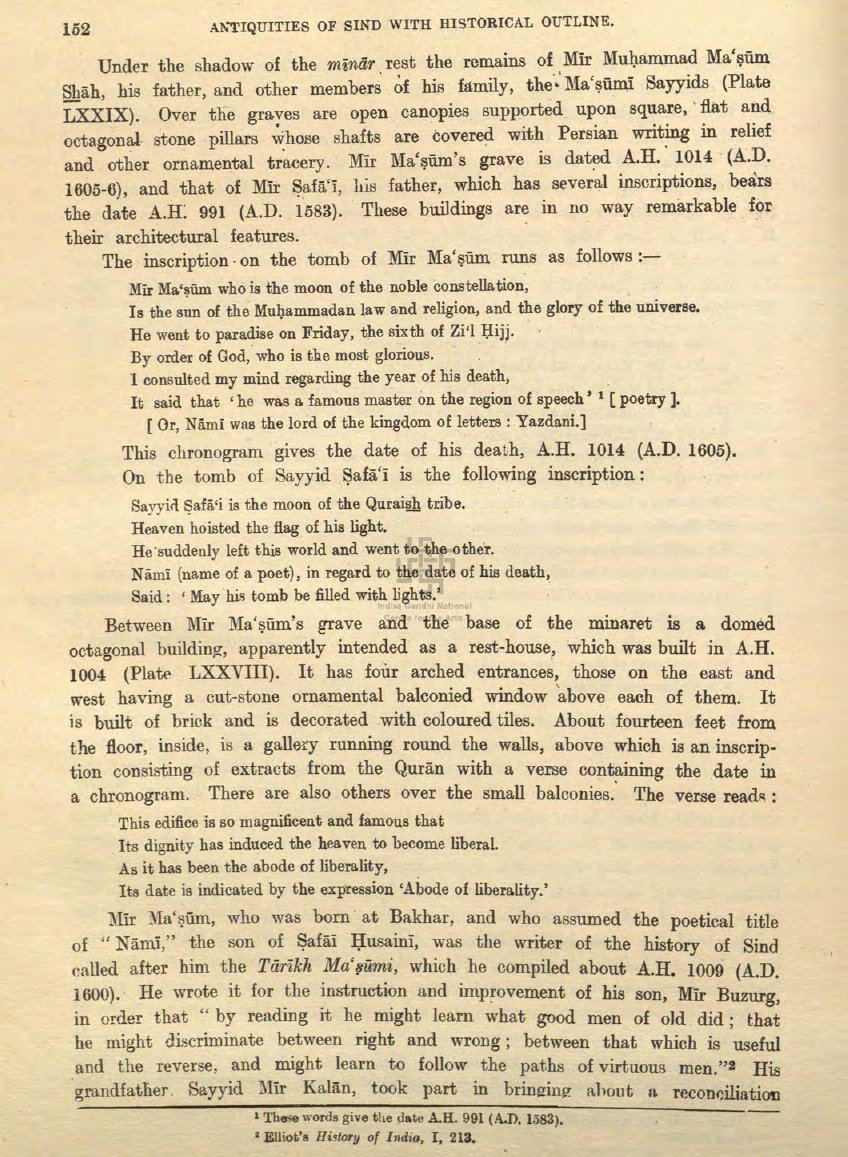 152
ANTIQUITIES OF SIND WITH HISTORICAL OUTLINE.
Under the shadow of the mīnār rest the remains of Mīr Muḥammad Ma‘ṣūm
Shāh, his father, and other members of his family, the Ma‘ṣūmī Sayyids (Plate
LXXIX). Over the graves are open canopies supported upon square, flat and
octagonal stone pillars whose shafts are covered with Persian writing in relief
and other ornamental tracery. Mīr Ma‘ṣūm's grave is dated A.H. 1014 (A.D.
1605-6), and that of Mīr Ṣafā‘ī, his father, which has several inscriptions, bears
the date A.H. 991 (A.D. 1583). These buildings are in no way remarkable for
their architectural features.
The inscription on the tomb of Mīr Ma‘ṣūm runs as follows :—
Mīr Ma‘ṣūm who is the moon of the noble constellation,
Is the sun of the Muḥammadan law and religion, and the glory of the universe.
He went to paradise on Friday, the sixth of Zi‘l Ḥijj.
By order of God, who is the most glorious.
I consulted my mind regarding the year of his death,
It said that ‘he was a famous master on the region of speech’ ¹ [ poetry ].
[ Or, Nāmī was the lord of the kingdom of letters : Yazdani.]
This chronogram gives the date of his death, A.H. 1014 (A.D. 1605).
On the tomb of Sayyid Ṣafā‘ī is the following inscription :
Sayyid Ṣafā‘i is the moon of the Quraish tribe.
Heaven hoisted the flag of his light.
He suddenly left this world and went to the other.
Nāmī (name of a poet), in regard to the date of his death,
Said : ‘ May his tomb be filled with lights.’
Indira Gandhi National
Between Mīr Ma‘ṣūm's grave and the base of the minaret is a domed
octagonal building, apparently intended as a rest-house, which was built in A.H.
1004 (Plate LXXVIII). It has four arched entrances, those on the east and
west having a cut-stone ornamental balconied window above each of them. It
is built of brick and is decorated with coloured tiles. About fourteen feet from
the floor, inside, is a gallery running round the walls, above which is an inscrip-
tion consisting of extracts from the Qurān with a verse containing the date in
a chronogram. There are also others over the small balconies. The verse reads :
This edifice is so magnificent and famous that
Its dignity has induced the heaven to become liberal.
As it has been the abode of liberality,
Its date is indicated by the expression ‘Abode of liberality.’
Mīr Ma‘ṣūm, who was born at Bakhar, and who assumed the poetical title
of “Nāmī,” the son of Ṣafāī Ḥusainī, was the writer of the history of Sind
called after him the Tārīkh Ma‘ṣūmi, which he compiled about A.H. 1009 (A.D.
1600). He wrote it for the instruction and improvement of his son, Mīr Buzurg,
in order that “ by reading it he might learn what good men of old did ; that
he might discriminate between right and wrong ; between that which is useful
and the reverse, and might learn to follow the paths of virtuous men.”² His
grandfather Sayyid Mīr Kalān, took part in bringing about a reconciliation
¹ These words give the date A.H. 991 (A.D. 1583).
² Elliot's History of India, I, 213.